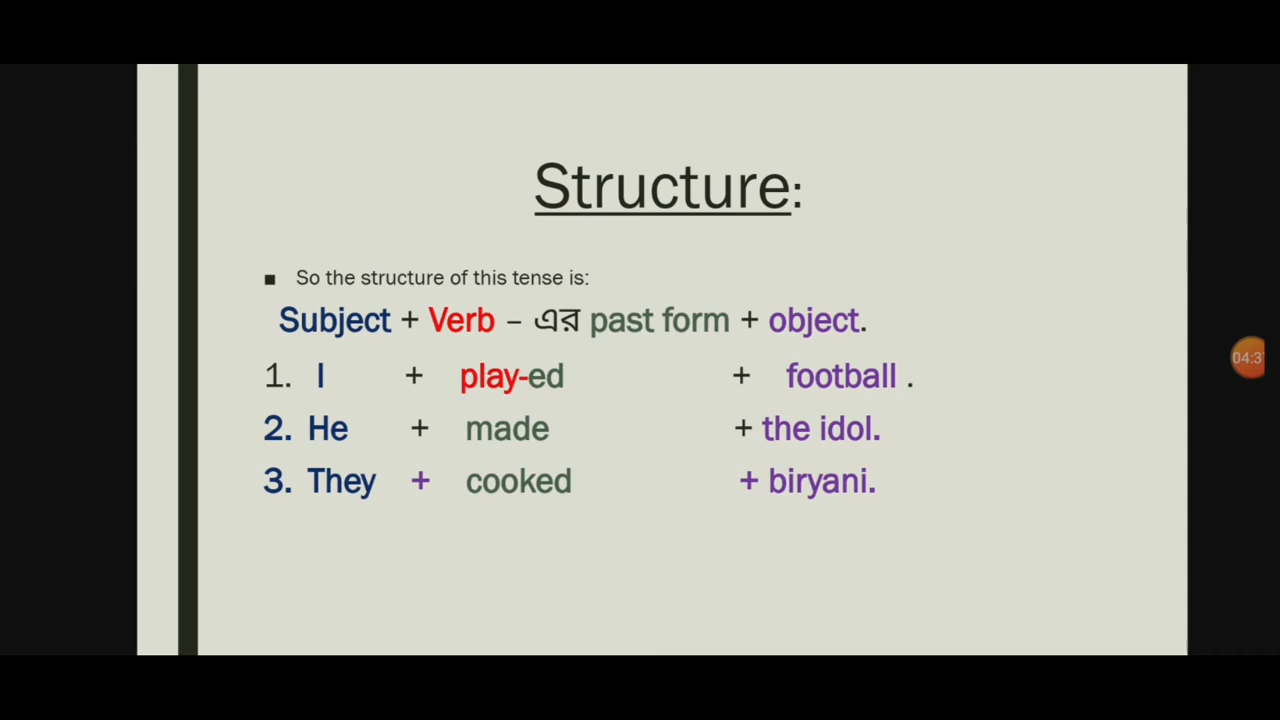 Structure:
■ So the structure of this tense is:
Subject + Verb – এর past form + object.
1. I + play-ed + football .
2. He + made + the idol.
3. They + cooked + biryani.